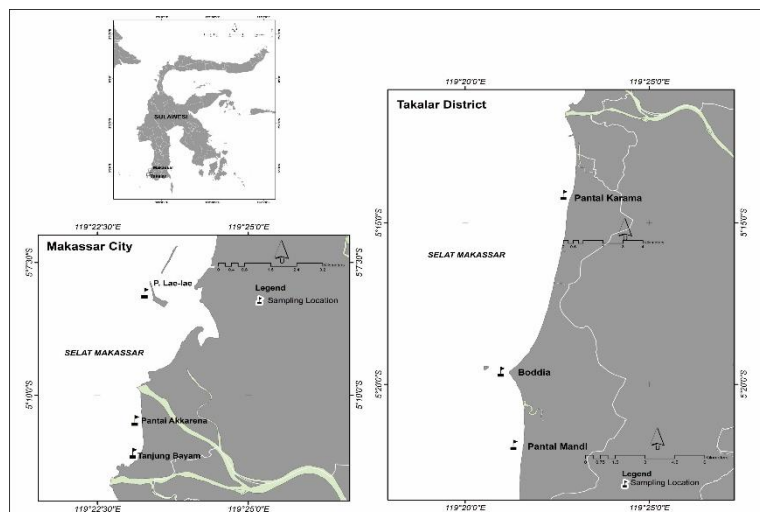 SULAWESI
Makassar City
119°22'30"E
119°25'0"E
5°7'30"S
5°7'30"S
P. Lae-lae
Legend
Sampling Location
SELAT MAKASSAR
5°10'0"S
5°10'0"S
Pantai Akkarena
Tanjung Bayam
119°22'30"E
119°25'0"E
119°20'0"E
119°25'0"E
Takalar District
Pantai Karama
5°15'0"S
5°15'0"S
SELAT MAKASSAR
Boddia
5°20'0"S
5°20'0"S
Pantai Mandi
Legend
Sampling Location
119°20'0"E
119°25'0"E